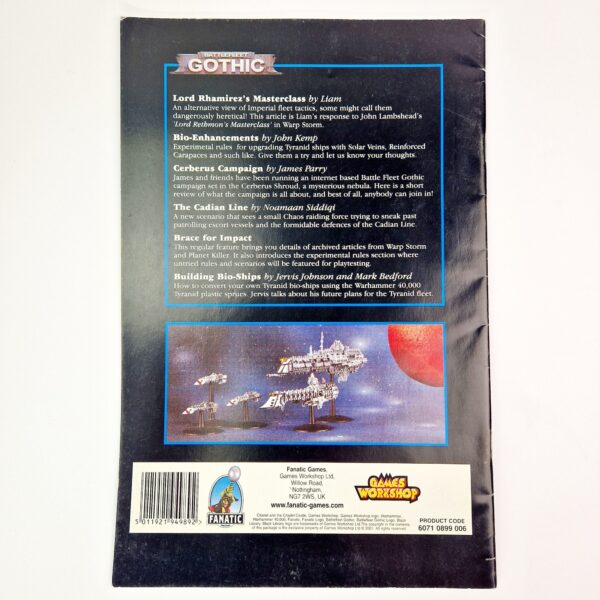 BATTLEFLEET
GOTHIC
Lord Rhamirez's Masterclass by Liam
An alternative view of Imperial fleet tactics, some might call them
dangerously heretical! This article is Liam's response to John Lambshead's
'Lord Rethmon's Masterclass' in Warp Storm.
Bio-Enhancements by John Kemp
Experimetal rules for upgrading Tyranid ships with Solar Veins, Reinforced
Carapaces and such like. Give them a try and let us know your thoughts.
Cerberus Campaign by James Parry
James and friends have been running an internet based Battle Fleet Gothic
campaign set in the Cerberus Shroud, a mysterious nebula. Here is a short
review of what the campaign is all about, and best of all, anybody can join in!
The Cadian Line by Noamaan Siddiqi
A new scenario that sees a small Chaos raiding force trying to sneak past
patrolling escort vessels and the formidable defences of the Cadian Line.
Brace for Impact
This regular feature brings you details of archived articles from Warp Storm
and Planet Killer. It also introduces the experimental rules section where
untried rules and scenarios will be featured for playtesting.
Building Bio-Ships by Jervis Johnson and Mark Bedford
How to convert your own Tyranid bio-ships using the Warhammer 40,000
Tyranid plastic sprues. Jervis talks about his future plans for the Tyranid fleet.
5 011921 949892 >
FANATIC
Fanatic Games,
Games Workshop Ltd,
Willow Road,
Nottingham,
NG7 2WS, UK
www.fanatic-games.com
GAMES
WORKSHOP
PRODUCT CODE
6071 0899 006